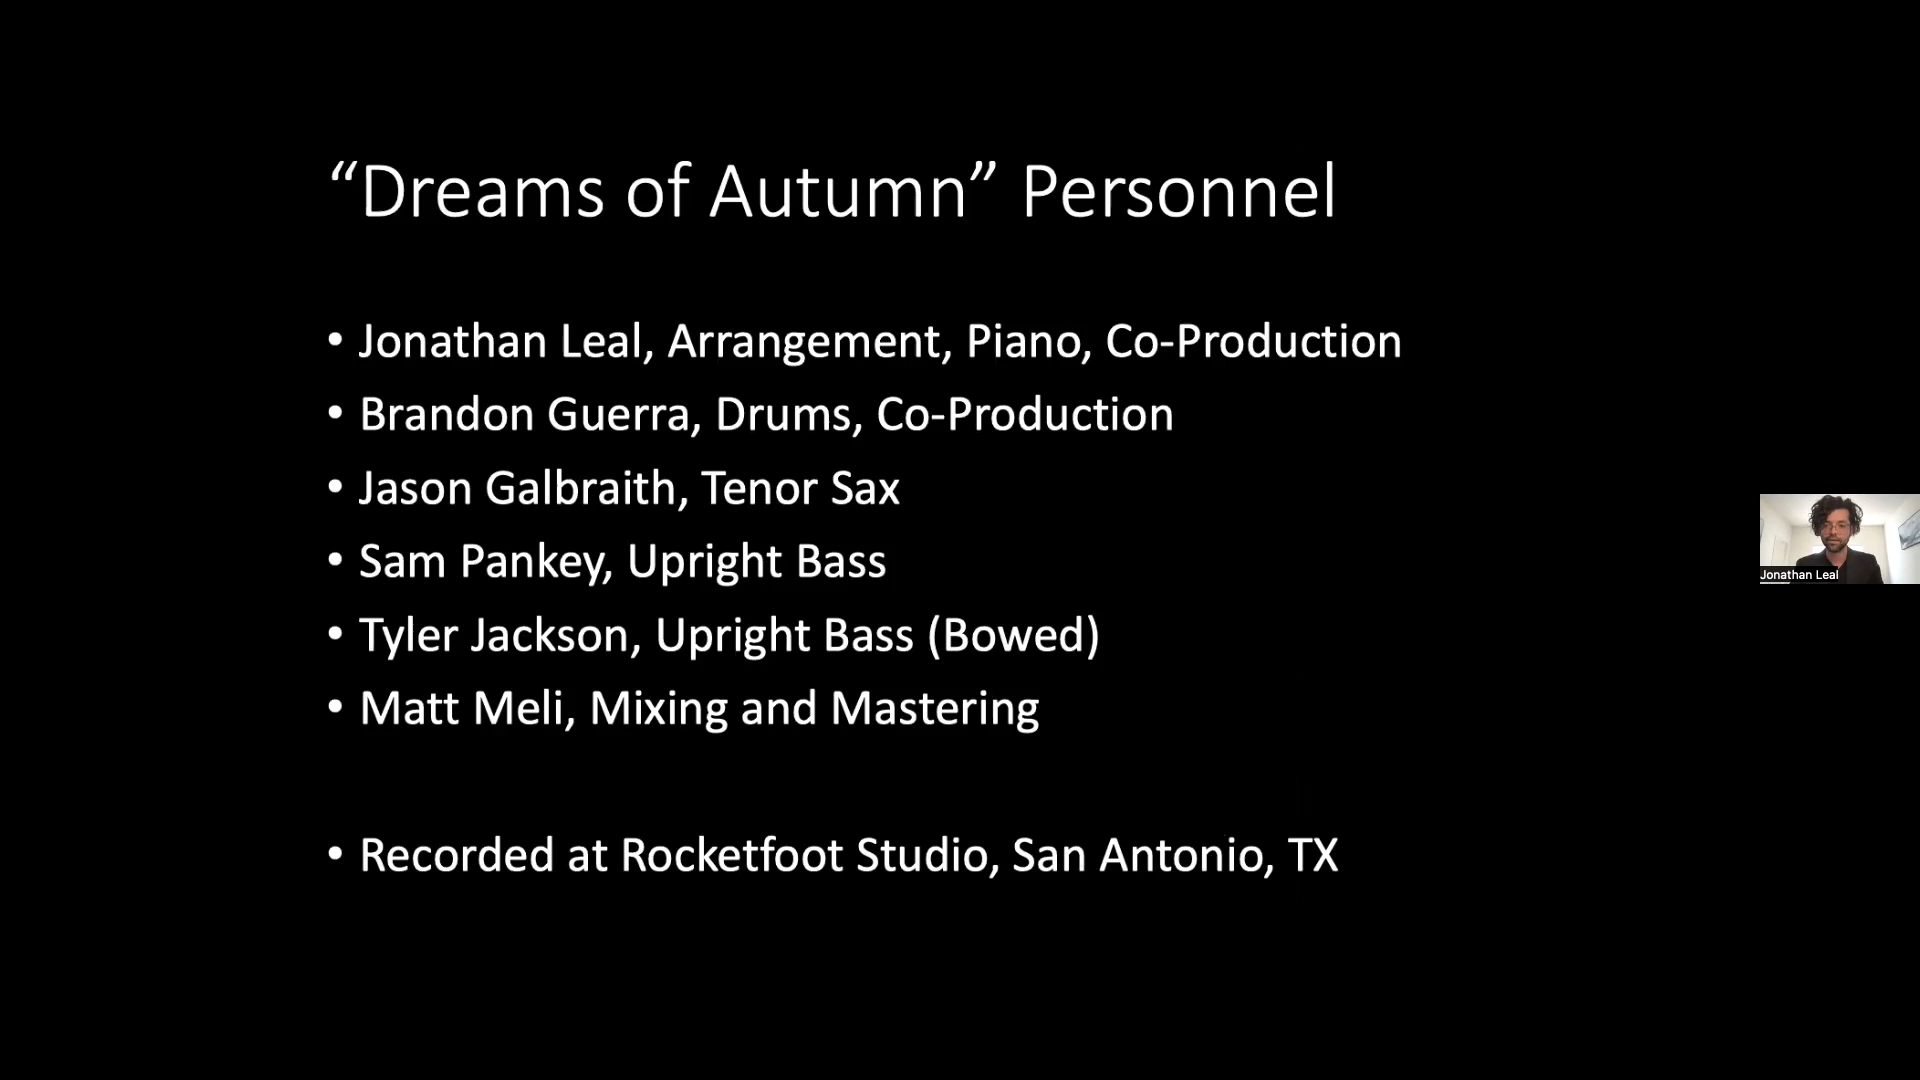 “Dreams of Autumn” Personnel
• Jonathan Leal, Arrangement, Piano, Co-Production
• Brandon Guerra, Drums, Co-Production
• Jason Galbraith, Tenor Sax
• Sam Pankey, Upright Bass
• Tyler Jackson, Upright Bass (Bowed)
• Matt Meli, Mixing and Mastering
• Recorded at Rocketfoot Studio, San Antonio, TX
Jonathan Leal